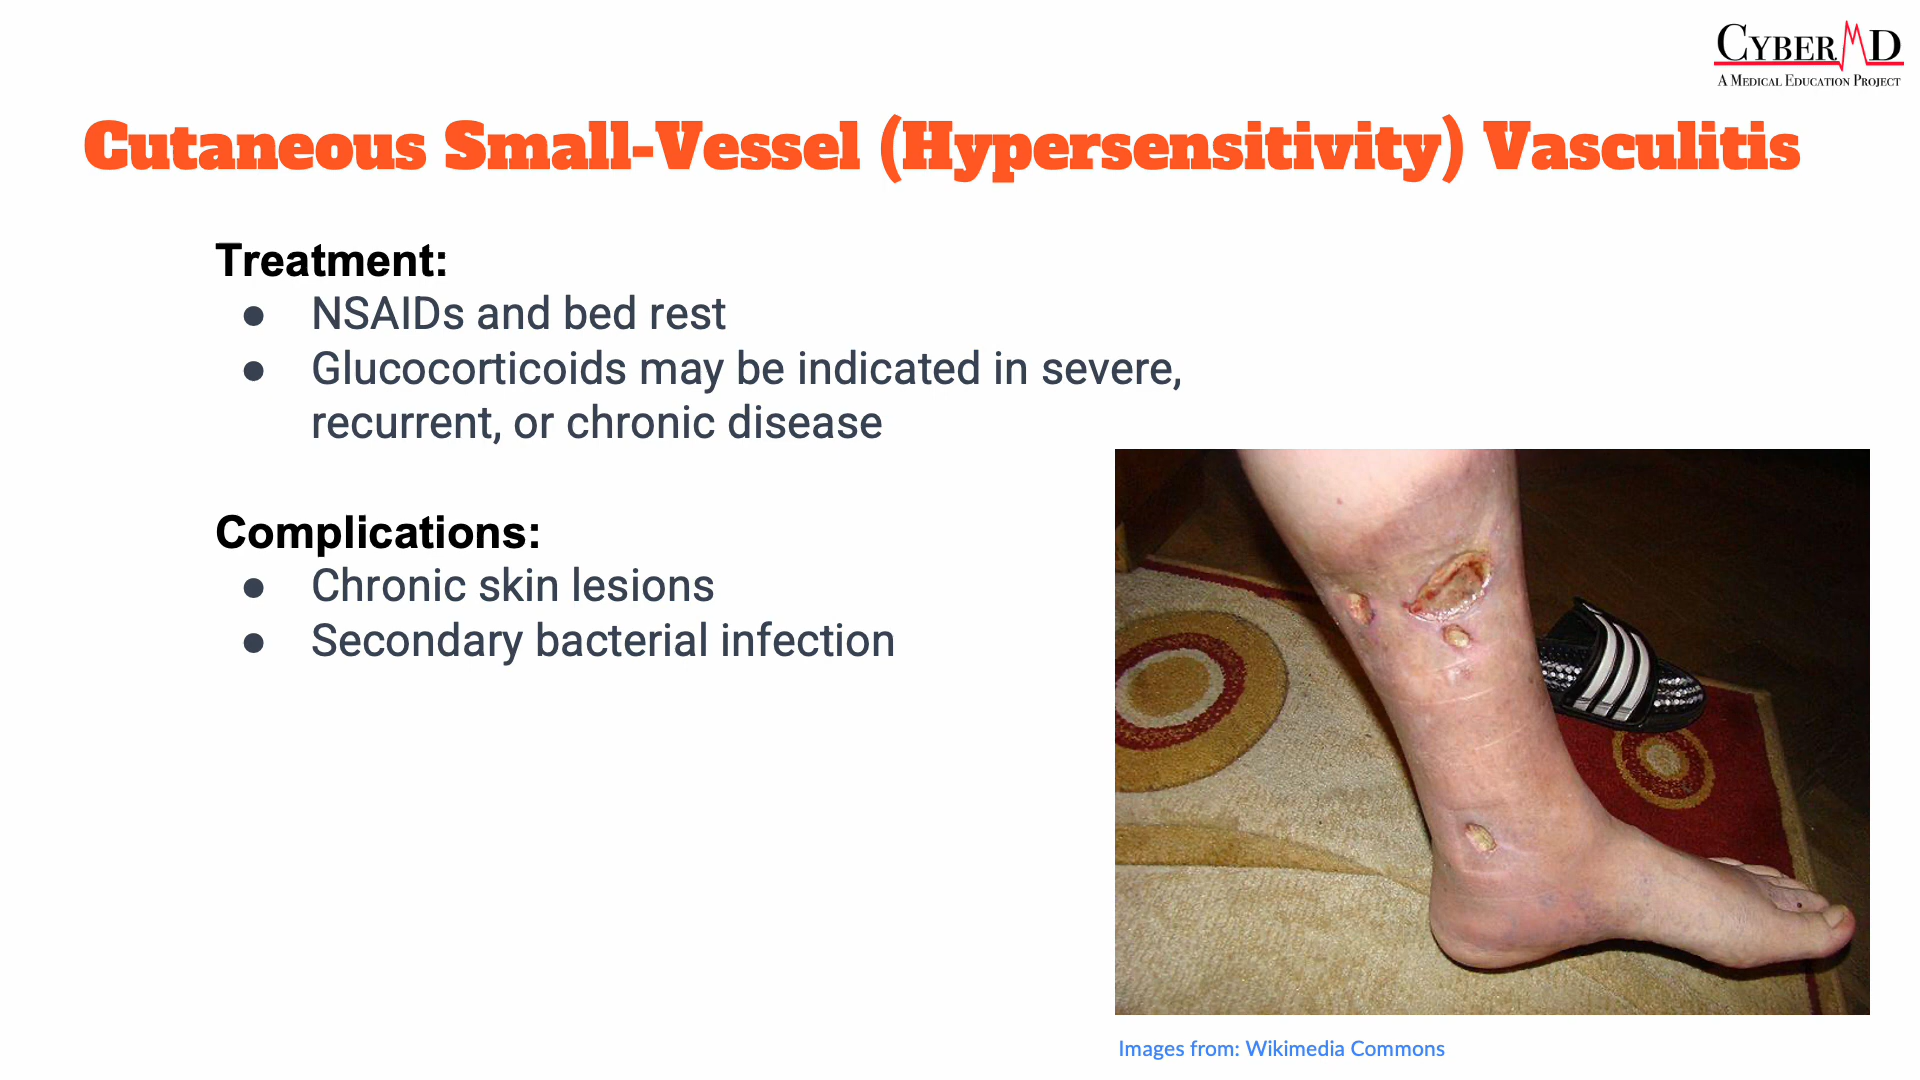 CYBERMD
A MEDICAL EDUCATION PROJECT
Cutaneous Small-Vessel (Hypersensitivity) Vasculitis
Treatment:
● NSAIDs and bed rest
● Glucocorticoids may be indicated in severe,
recurrent, or chronic disease
Complications:
● Chronic skin lesions
● Secondary bacterial infection
Images from: Wikimedia Commons